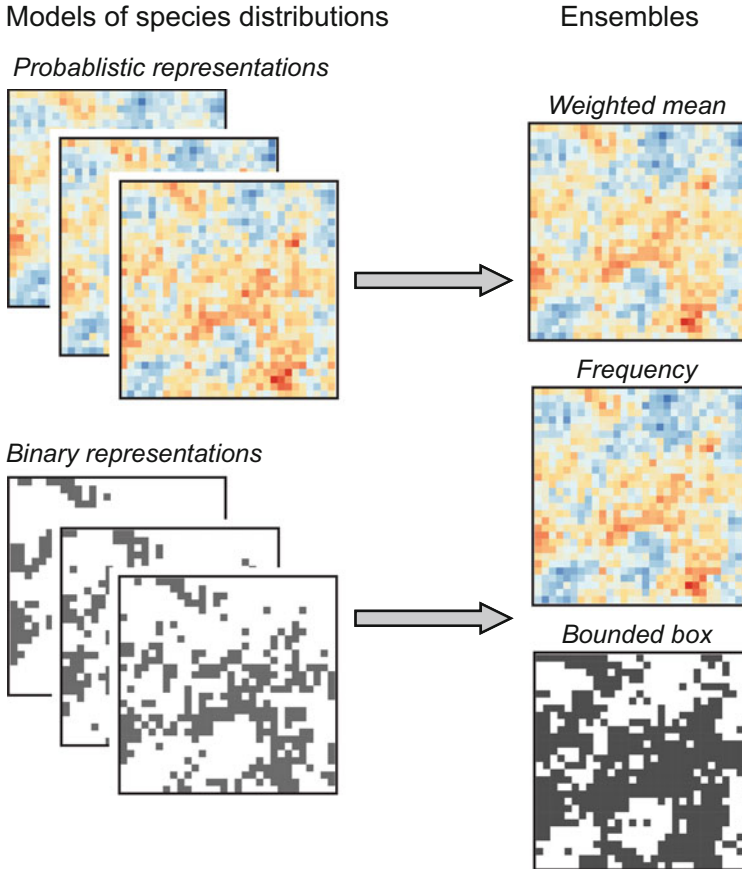 Models of species distributions
Ensembles
Probablistic representations
Weighted mean
Frequency
Binary representations
Bounded box